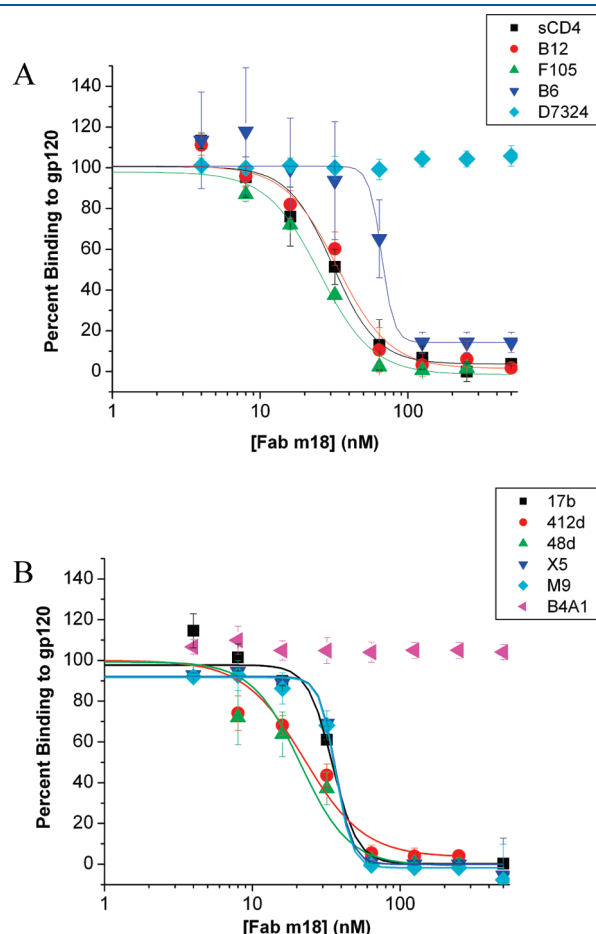 A
sCD4
B12
F105
B6
D7324
140
120
100
80
60
40
20
0
Percent Binding to gp120
1 10 100
[Fab m18] (nM)
B
17b
412d
48d
X5
M9
B4A1
140
120
100
80
60
40
20
0
Percent Binding to gp120
1 10 100
[Fab m18] (nM)